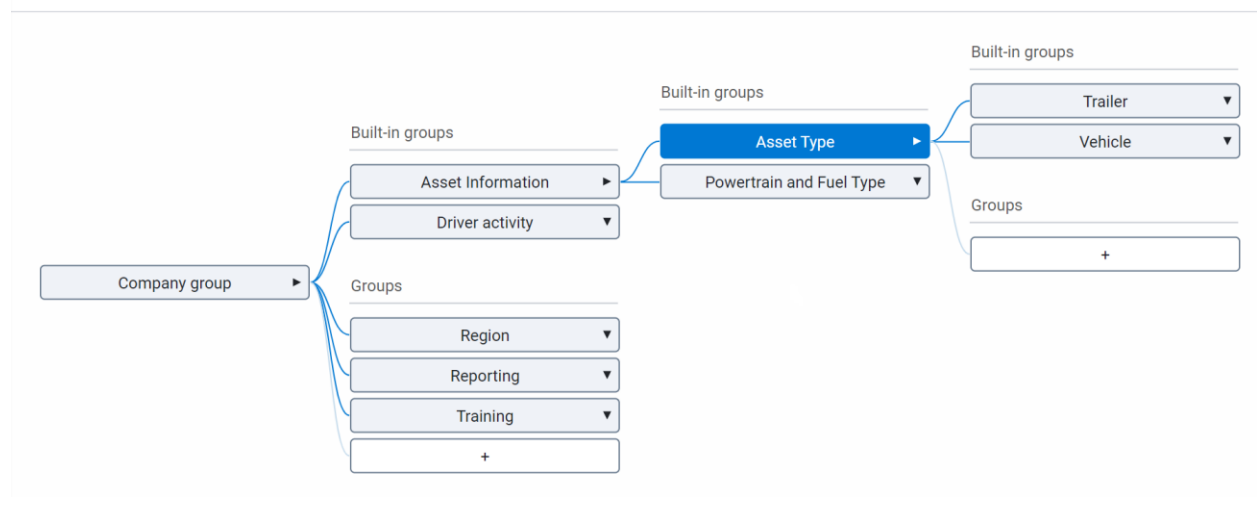 Company group
Built-in groups
Asset Information
Driver activity
Groups
Region
Reporting
Training
+
Built-in groups
Asset Type
Powertrain and Fuel Type
Built-in groups
Trailer
Vehicle
Groups
+